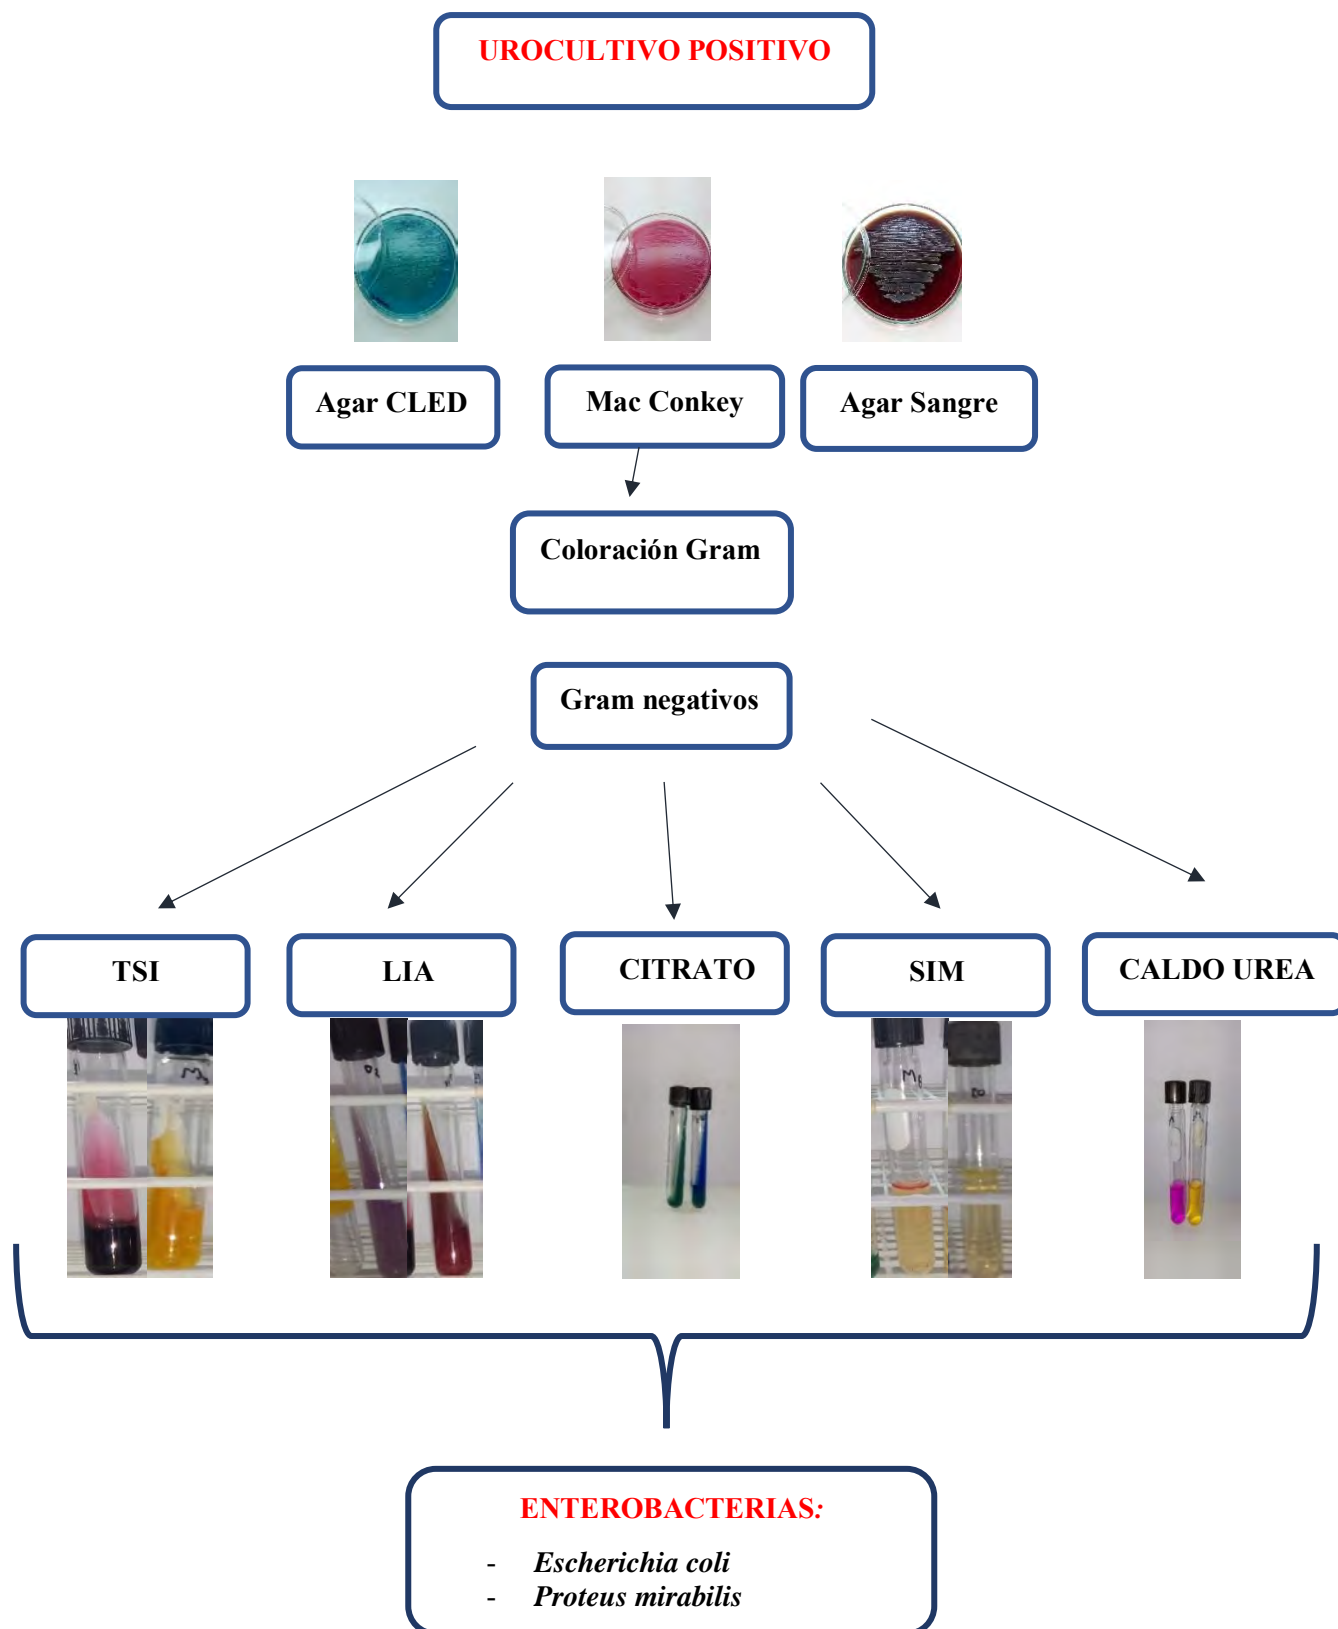 UROCULTIVO POSITIVO
Agar CLED
Mac Conkey
Agar Sangre
Coloración Gram
Gram negativos
TSI
LIA
CITRATO
SIM
CALDO UREA
ENTEROBACTERIAS:
- Escherichia coli
- Proteus mirabilis